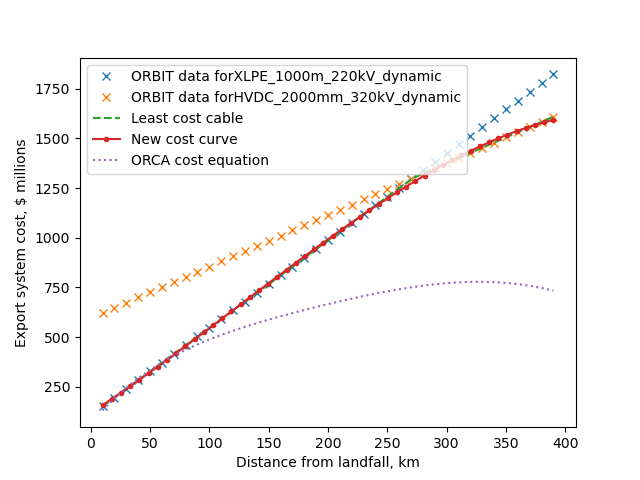 ORBIT data forXLPE_1000m_220kV_dynamic
ORBIT data forHVDC_2000mm_320kV_dynamic
Least cost cable
New cost curve
ORCA cost equation
Export system cost, $ millions
1750
1500
1250
1000
750
500
250
0 50 100 150 200 250 300 350 400
Distance from landfall, km